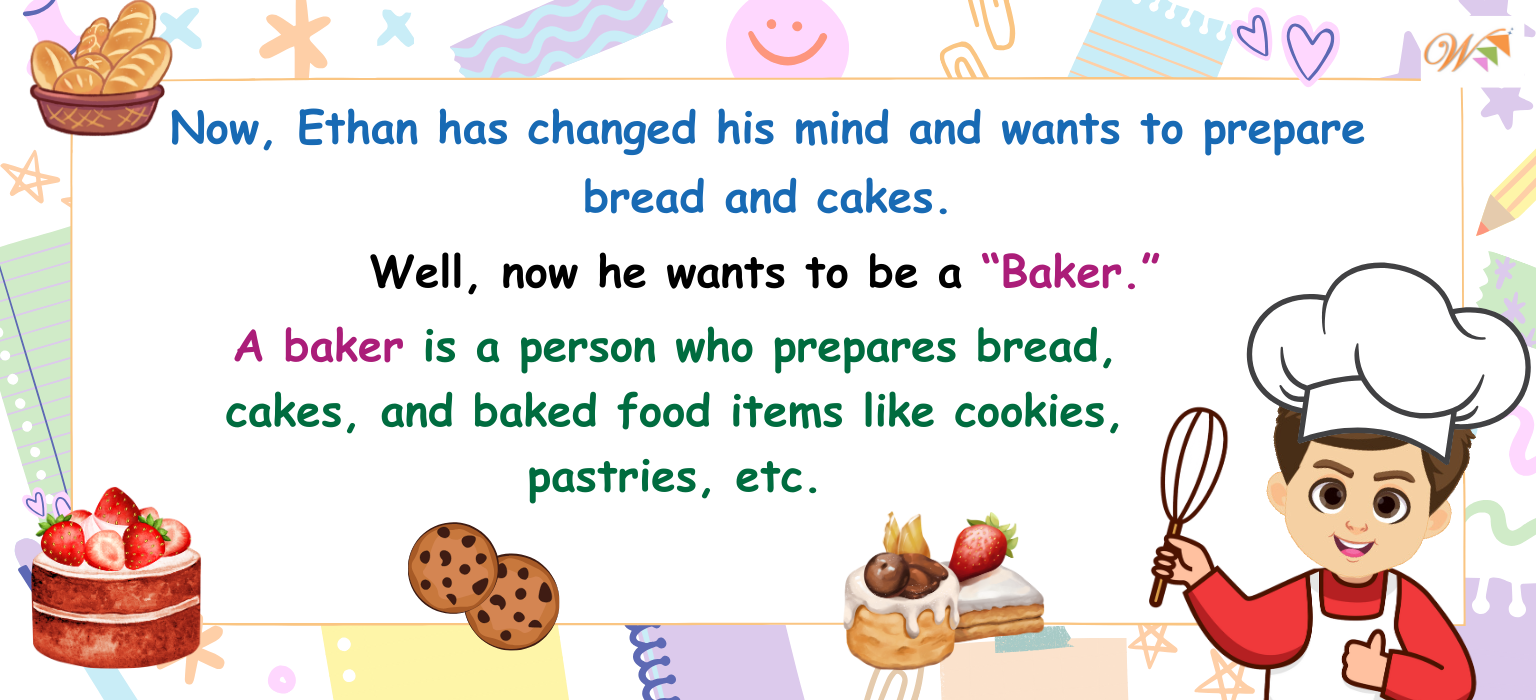 Now, Ethan has changed his mind and wants to prepare
bread and cakes.
Well, now he wants to be a “Baker.”
A baker is a person who prepares bread,
cakes, and baked food items like cookies,
pastries, etc.